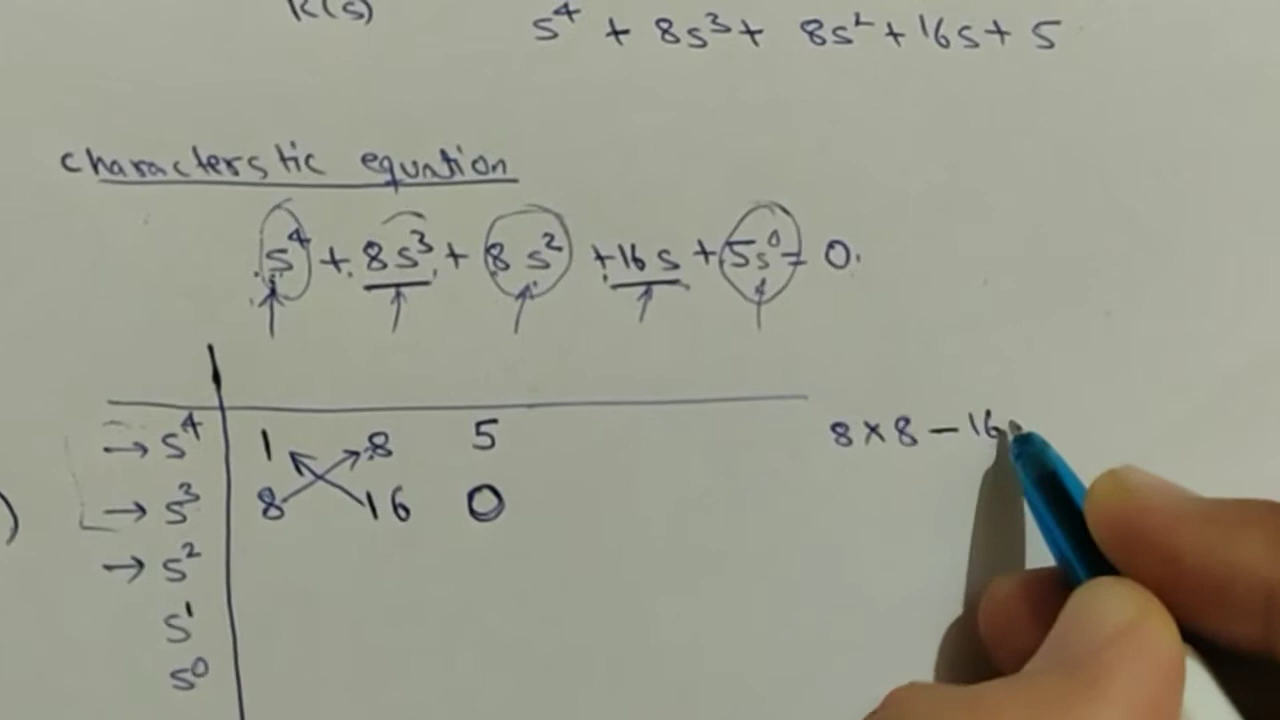 R(s)
s⁴ + 8s³ + 8s² + 16s + 5
characterstic equation
s⁴ + 8s³ + 8s² + 16s + 5s⁰ = 0.
→ s⁴ 1 8 5 8×8 − 16
→ s³ 8 16 0
→ s²
s¹
s⁰
)